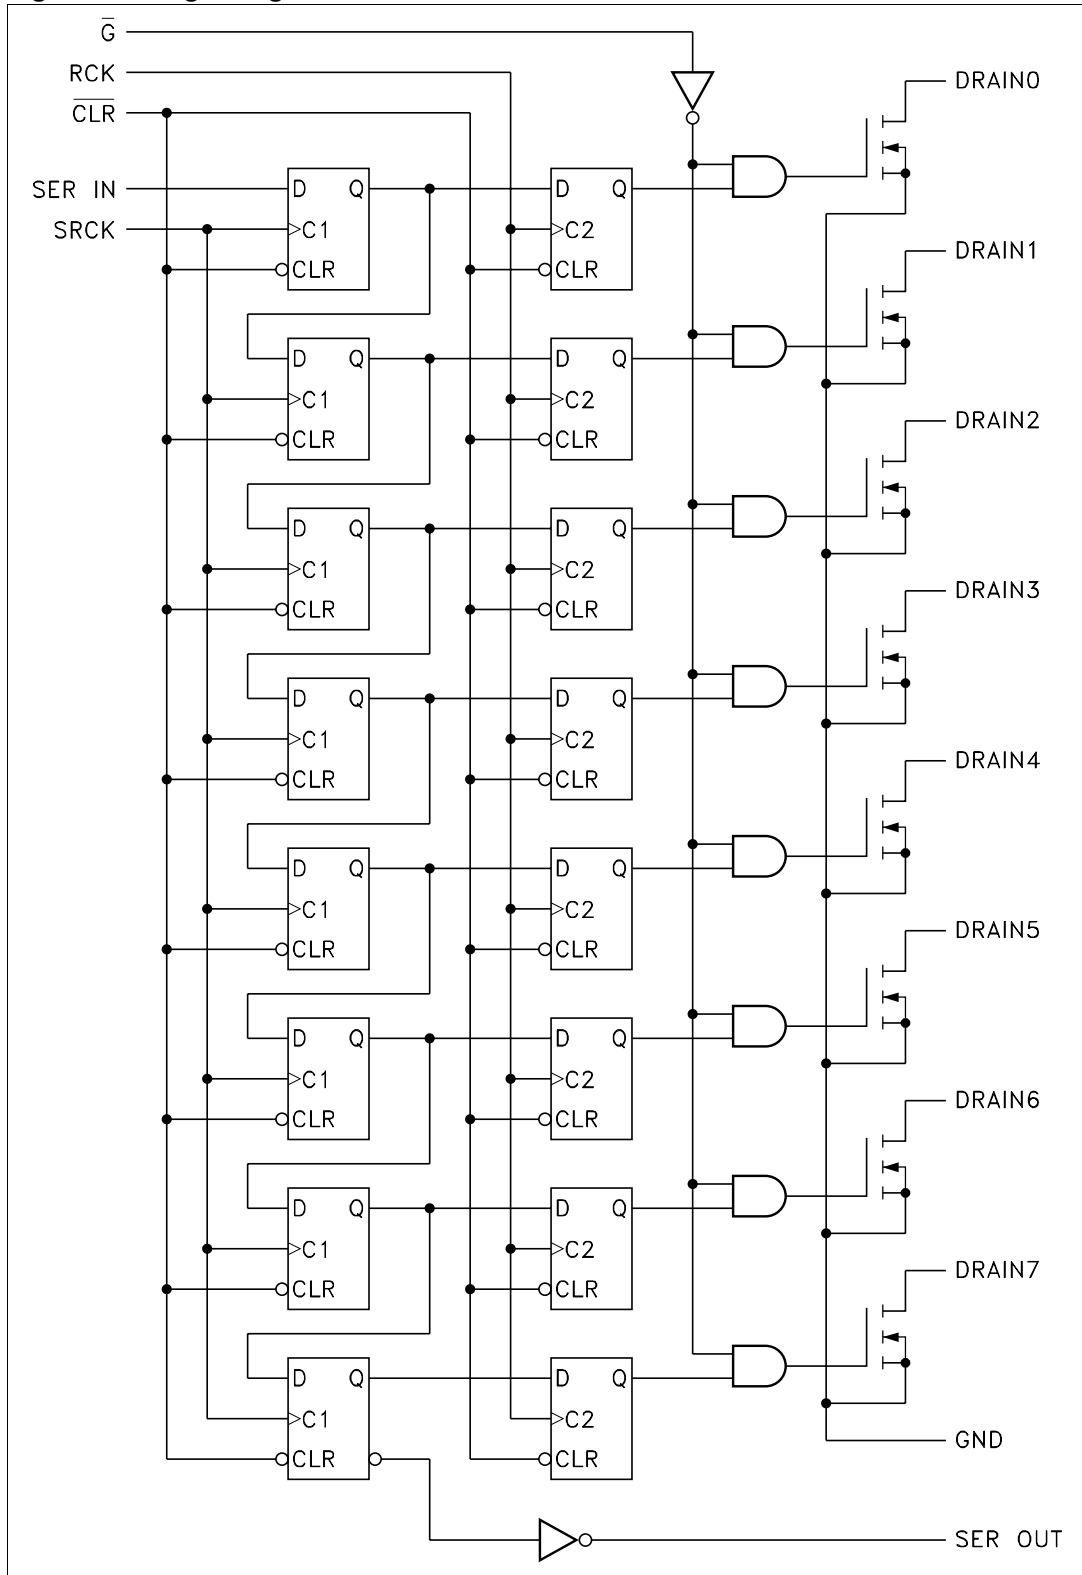 G̅
RCK
DRAIN0
C̅L̅R̅
SER IN D Q D Q
SRCK C1 C2
DRAIN1
CLR CLR
D Q D Q
C1 C2
DRAIN2
CLR CLR
D Q D Q
C1 C2
DRAIN3
CLR CLR
D Q D Q
C1 C2
DRAIN4
CLR CLR
D Q D Q
C1 C2
DRAIN5
CLR CLR
D Q D Q
C1 C2
DRAIN6
CLR CLR
D Q D Q
C1 C2
DRAIN7
CLR CLR
D Q D Q
C1 C2
GND
CLR CLR
SER OUT